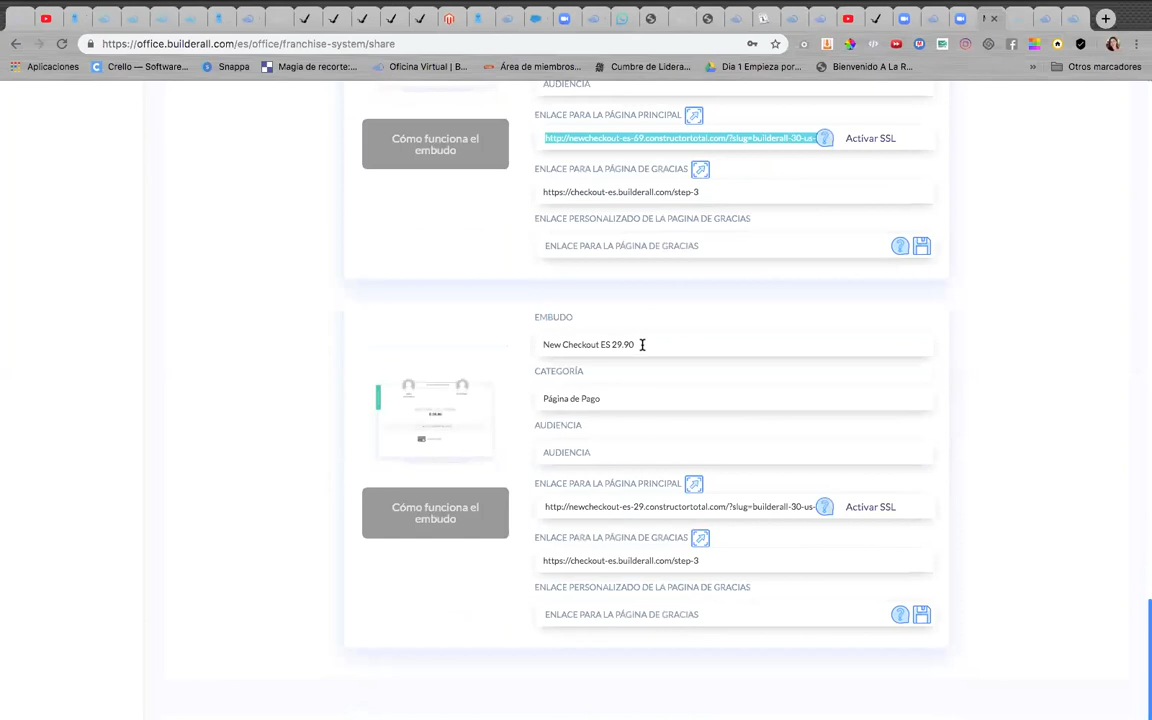 https://office.builderall.com/es/office/franchise-system/share
Aplicaciones
Crello — Software...
Snappa
Magia de recorte:...
Oficina Virtual | B...
Área de miembros...
Cumbre de Lidera...
Dia 1 Empieza por...
Bienvenido A La R...
»
Otros marcadores
AUDIENCIA
ENLACE PARA LA PÁGINA PRINCIPAL
Cómo funciona el
embudo
http://newcheckout-es-69.constructortotal.com/?slug=builderall-30-us-
Activar SSL
ENLACE PARA LA PÁGINA DE GRACIAS
https://checkout-es.builderall.com/step-3
ENLACE PERSONALIZADO DE LA PAGINA DE GRACIAS
ENLACE PARA LA PÁGINA DE GRACIAS
EMBUDO
New Checkout ES 29.90
CATEGORÍA
Página de Pago
AUDIENCIA
AUDIENCIA
ENLACE PARA LA PÁGINA PRINCIPAL
Cómo funciona el
embudo
http://newcheckout-es-29.constructortotal.com/?slug=builderall-30-us-
Activar SSL
ENLACE PARA LA PÁGINA DE GRACIAS
https://checkout-es.builderall.com/step-3
ENLACE PERSONALIZADO DE LA PAGINA DE GRACIAS
ENLACE PARA LA PÁGINA DE GRACIAS